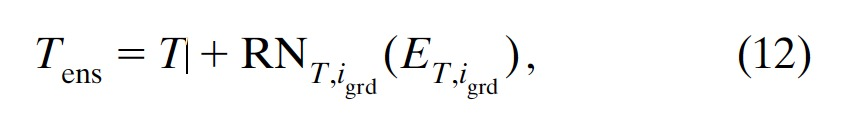 T_ens = T| + RN_{T,i_grd}(E_{T,i_grd}), (12)